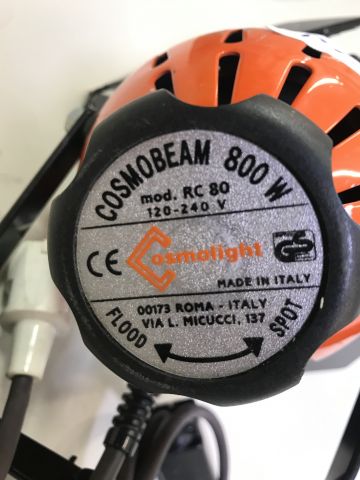 COSMOBEAM 800 W
mod. RC 80
120-240 V
CE Cosmolight
MADE IN ITALY
00173 ROMA - ITALY
VIA L. MICUCCI, 137
FLOOD SPOT